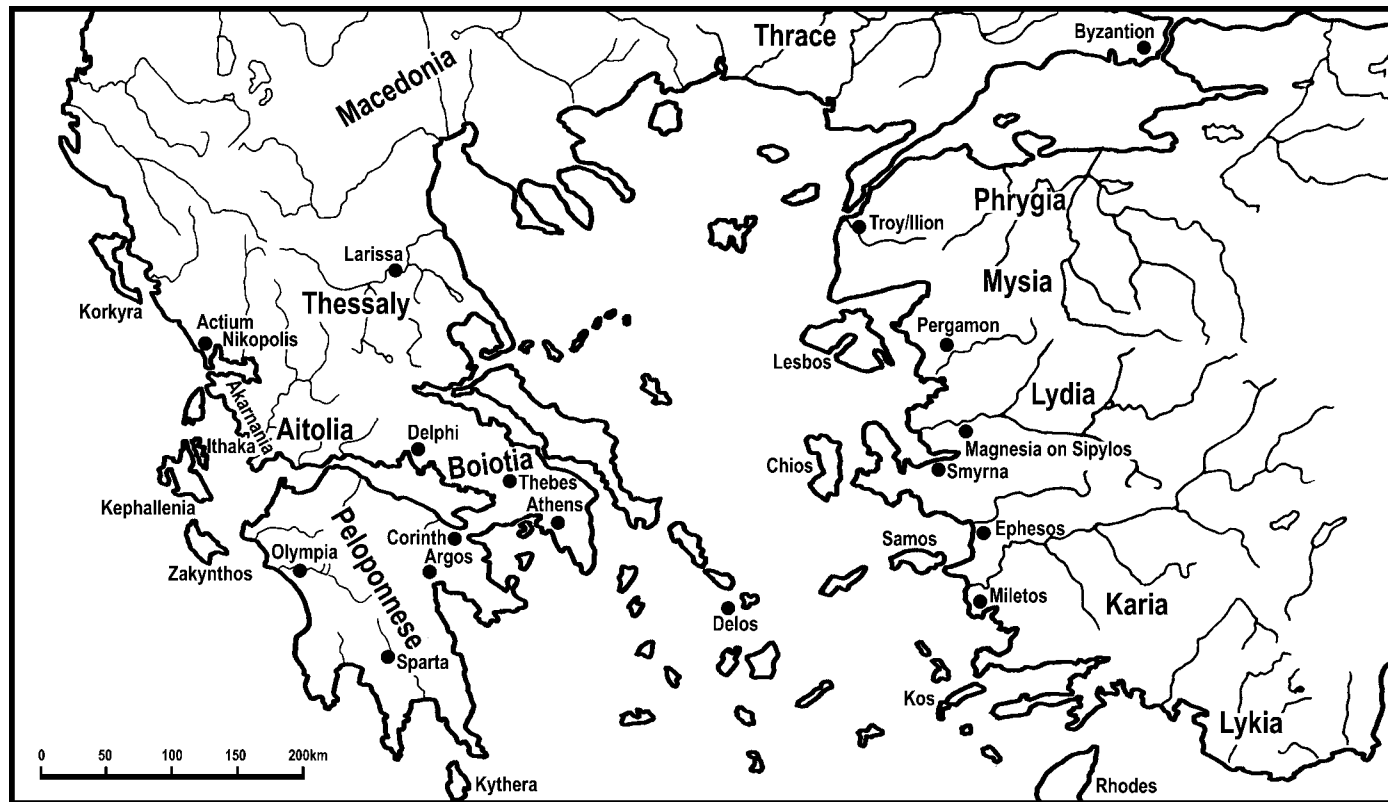 Byzantion
Thrace
Macedonia
Phrygia
Troy/Ilion
Larissa
Mysia
Thessaly
Korkyra
Actium
Nikopolis
Pergamon
Lesbos
Lydia
Akarnania
Aitolia
Delphi
Ithaka
Boiotia
Magnesia on Sipylos
Chios
Smyrna
Thebes
Kephallenia
Athens
Peloponnese
Corinth
Ephesos
Samos
Olympia
Argos
Zakynthos
Miletos
Karia
Delos
Sparta
Kos
Lykia
0 50 100 150 200km
Kythera
Rhodes